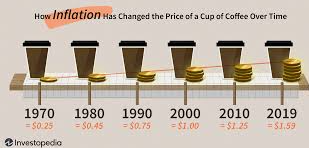 How Inflation Has Changed the Price of a Cup of Coffee Over Time
1970 1980 1990 2000 2010 2019
= $0.25 = $0.45 = $0.75 = $1.00 = $1.25 = $1.59
Investopedia